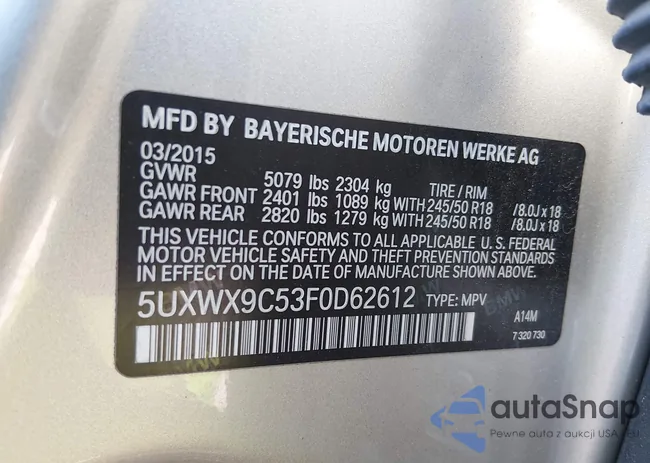 MFD BY BAYERISCHE MOTOREN WERKE AG
03/2015
GVWR 5079 lbs 2304 kg TIRE / RIM
GAWR FRONT 2401 lbs 1089 kg WITH 245/50 R18 /8.0J x 18
GAWR REAR 2820 lbs 1279 kg WITH 245/50 R18 /8.0J x 18
THIS VEHICLE CONFORMS TO ALL APPLICABLE U.S. FEDERAL
MOTOR VEHICLE SAFETY, BUMPER, AND THEFT PREVENTION STANDARDS
IN EFFECT ON THE DATE OF MANUFACTURE SHOWN ABOVE.
5UXWX9C53F0D62612 TYPE: MPV
A14M
7 320 730
autaSnap
Pewne auta z aukcji USA i EU